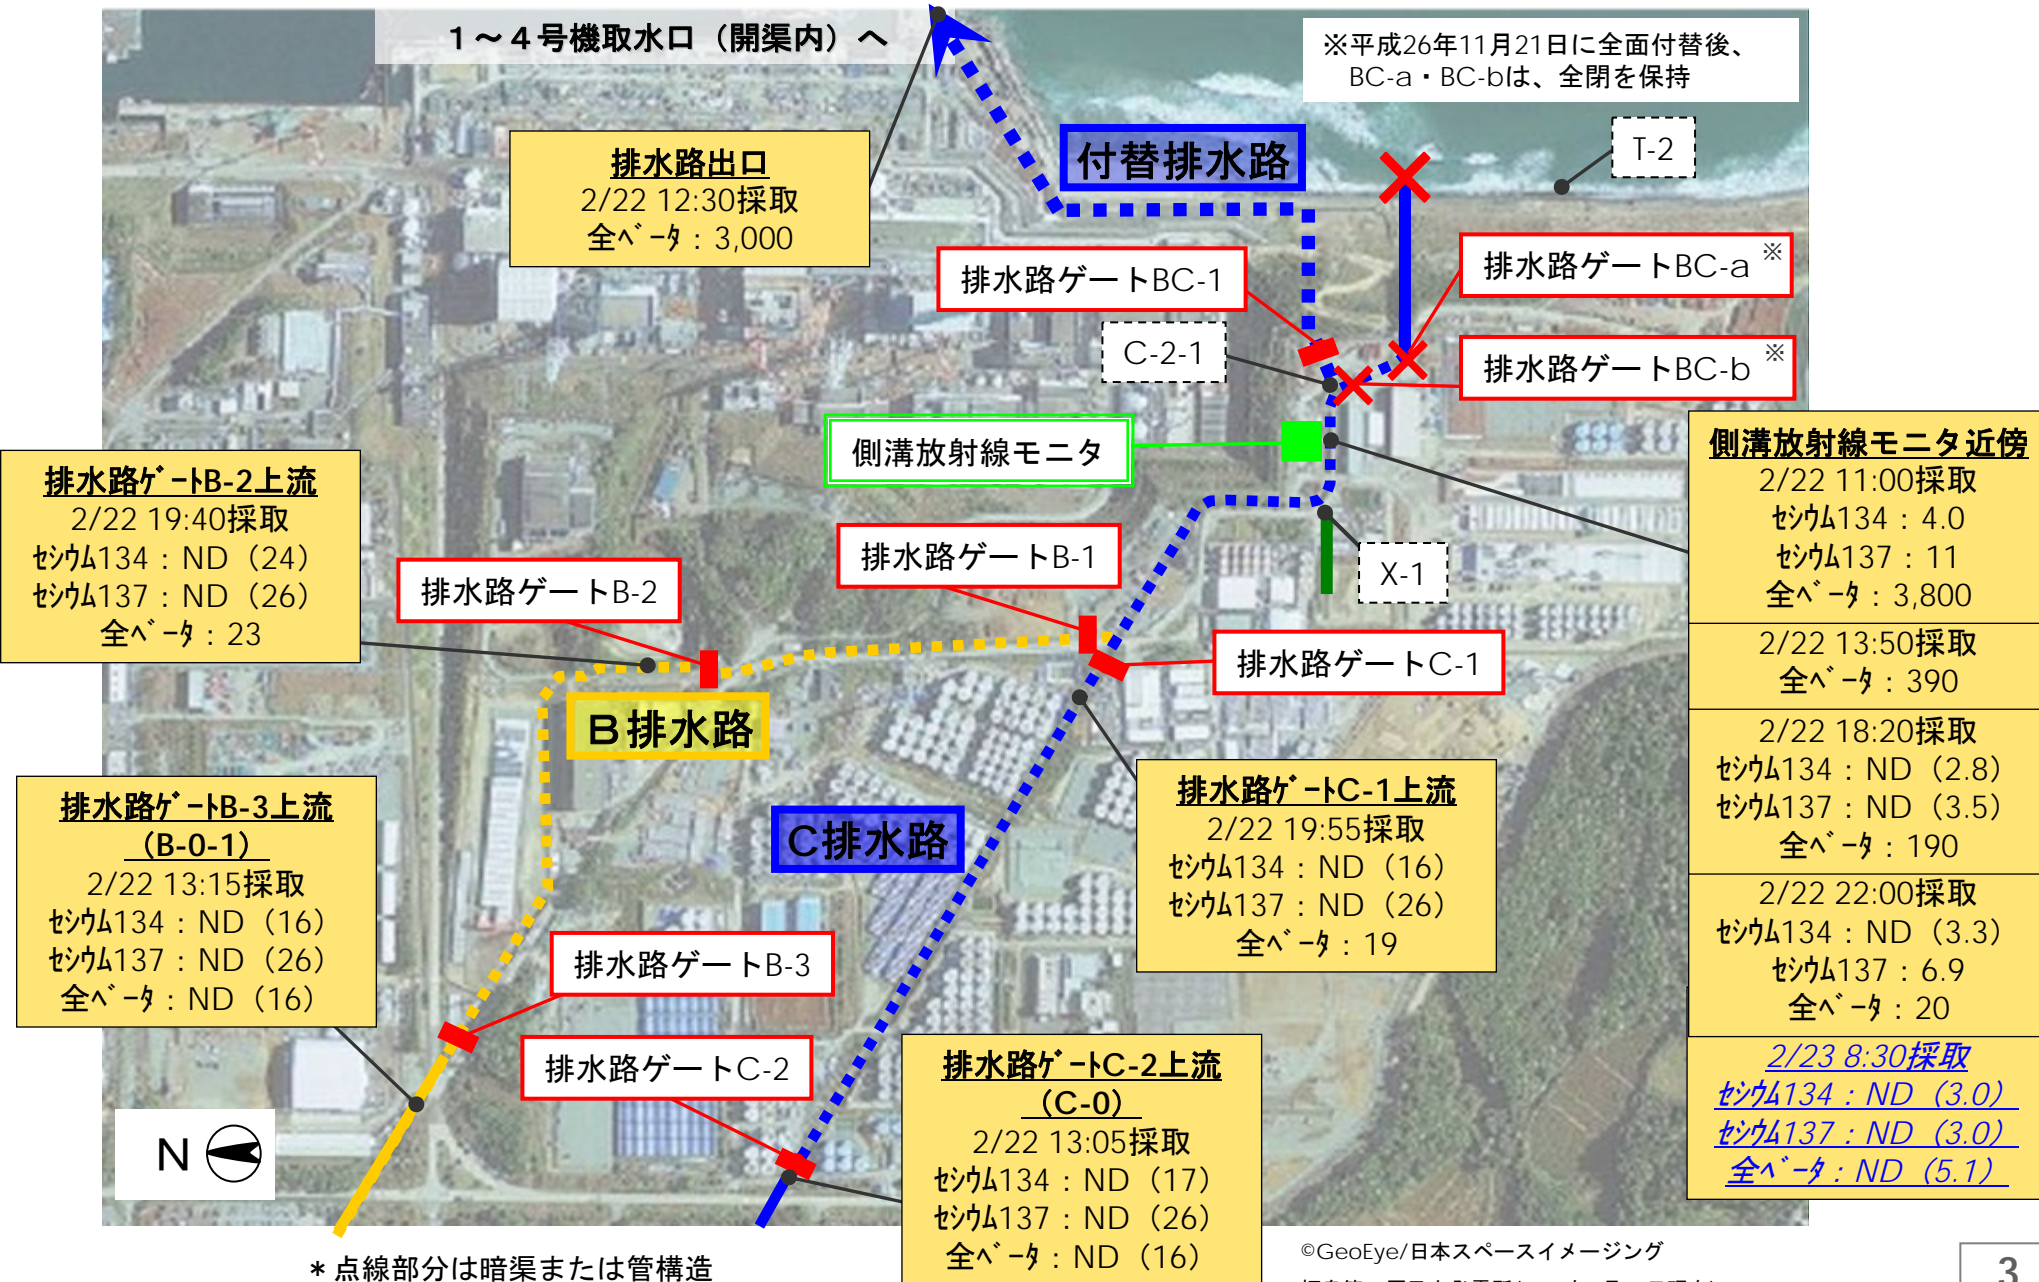 1～4号機取水口（開渠内）へ
※平成26年11月21日に全面付替後、
BC-a・BC-bは、全閉を保持
T-2
付替排水路
排水路出口
2/22 12:30採取
全ﾍﾞｰﾀ：3,000
排水路ゲートBC-1
排水路ゲートBC-a※
C-2-1
排水路ゲートBC-b※
側溝放射線モニタ
側溝放射線モニタ近傍
2/22 11:00採取
ｾｼｳﾑ134：4.0
ｾｼｳﾑ137：11
全ﾍﾞｰﾀ：3,800
2/22 13:50採取
全ﾍﾞｰﾀ：390
2/22 18:20採取
ｾｼｳﾑ134：ND（2.8）
ｾｼｳﾑ137：ND（3.5）
全ﾍﾞｰﾀ：190
2/22 22:00採取
ｾｼｳﾑ134：ND（3.3）
ｾｼｳﾑ137：6.9
全ﾍﾞｰﾀ：20
2/23 8:30採取
ｾｼｳﾑ134：ND（3.0）
ｾｼｳﾑ137：ND（3.0）
全ﾍﾞｰﾀ：ND（5.1）
排水路ｹﾞｰﾄB-2上流
2/22 19:40採取
ｾｼｳﾑ134：ND（24）
ｾｼｳﾑ137：ND（26）
全ﾍﾞｰﾀ：23
排水路ゲートB-2
排水路ゲートB-1
X-1
排水路ゲートC-1
B排水路
C排水路
排水路ｹﾞｰﾄC-1上流
2/22 19:55採取
ｾｼｳﾑ134：ND（16）
ｾｼｳﾑ137：ND（26）
全ﾍﾞｰﾀ：19
排水路ｹﾞｰﾄB-3上流
（B-0-1）
2/22 13:15採取
ｾｼｳﾑ134：ND（16）
ｾｼｳﾑ137：ND（26）
全ﾍﾞｰﾀ：ND（16）
排水路ゲートB-3
排水路ゲートC-2
排水路ｹﾞｰﾄC-2上流
（C-0）
2/22 13:05採取
ｾｼｳﾑ134：ND（17）
ｾｼｳﾑ137：ND（26）
全ﾍﾞｰﾀ：ND（16）
N
＊点線部分は暗渠または管構造
©GeoEye/日本スペースイメージング
3